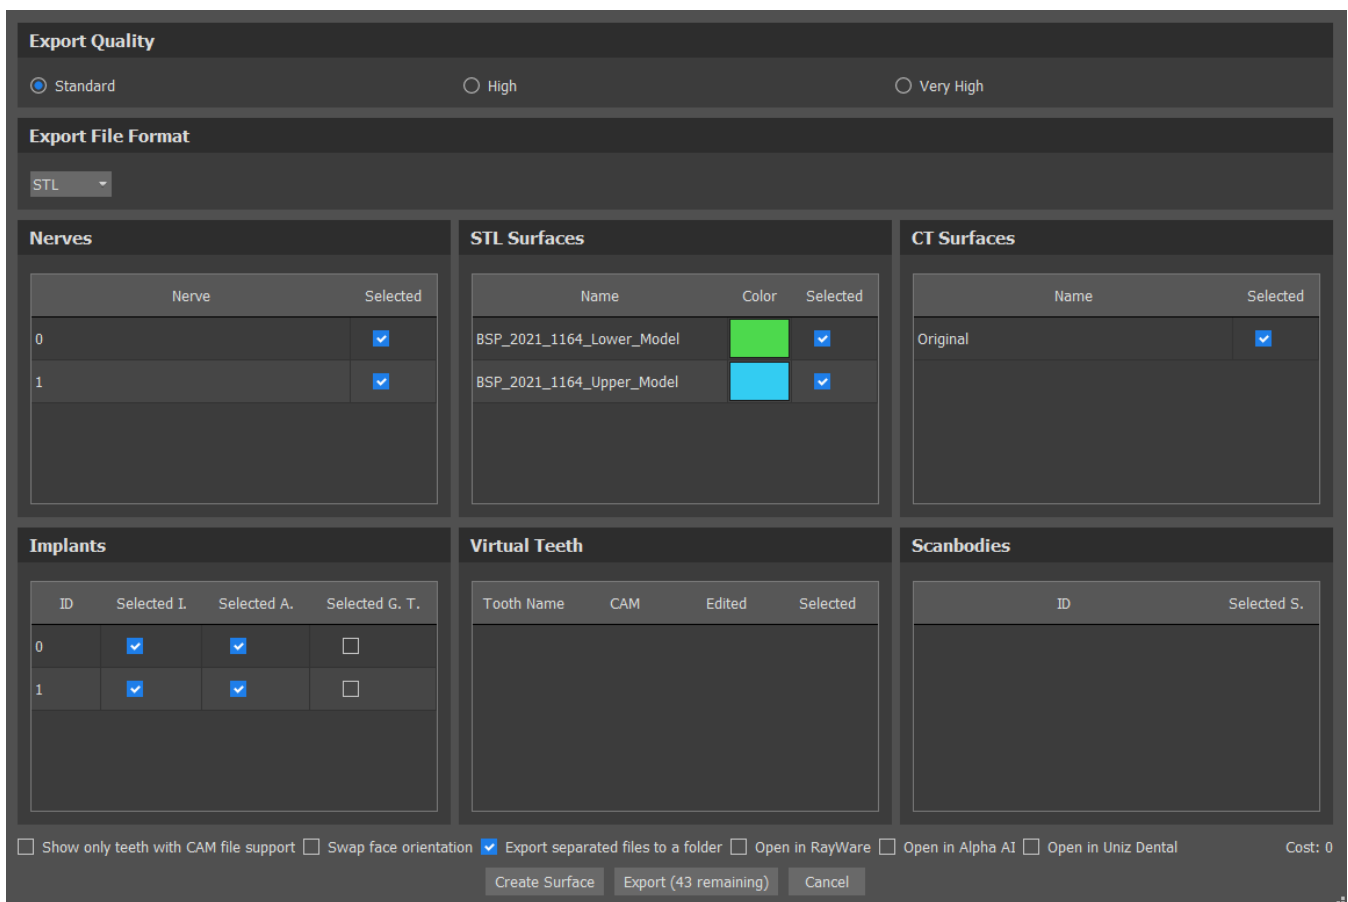 Export Quality
Standard High Very High
Export File Format
STL
Nerves STL Surfaces CT Surfaces
Nerve Selected Name Color Selected Name Selected
0 BSP_2021_1164_Lower_Model Original
1 BSP_2021_1164_Upper_Model
Implants Virtual Teeth Scanbodies
ID Selected I. Selected A. Selected G. T. Tooth Name CAM Edited Selected ID Selected S.
0
1
Show only teeth with CAM file support Swap face orientation Export separated files to a folder Open in RayWare Open in Alpha AI Open in Uniz Dental Cost: 0
Create Surface Export (43 remaining) Cancel